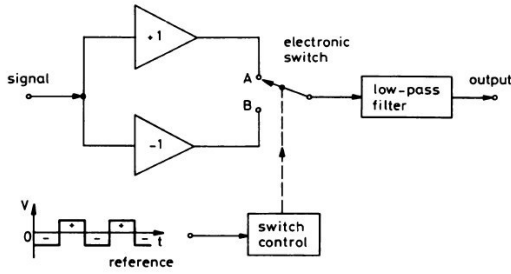 +1
electronic
switch
signal
A
B
low-pass
filter
output
-1
V
0
- + - + -
t
reference
switch
control